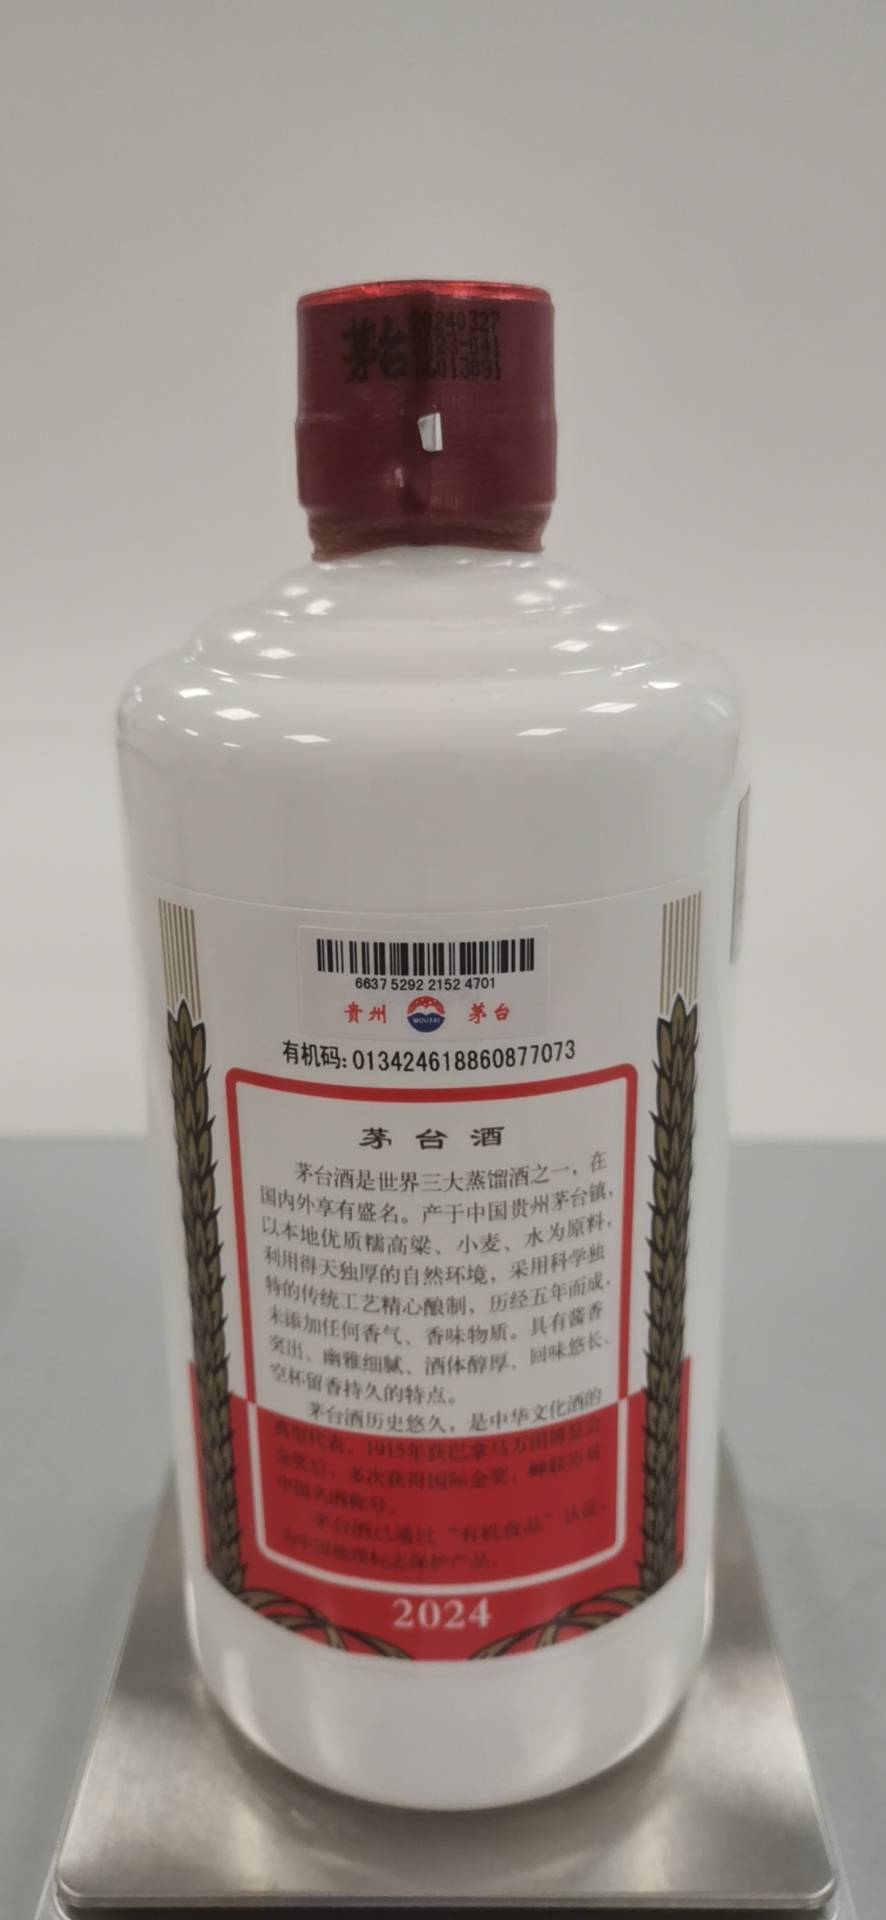 茅台
20240327
2023-041
06013091
6637 5292 2152 4701
贵州 MOUTAI 茅台
有机码:013424618860877073
茅台酒
茅台酒是世界三大蒸馏酒之一，在
国内外享有盛名。产于中国贵州茅台镇，
以本地优质糯高粱、小麦、水为原料，
利用得天独厚的自然环境，采用科学独
特的传统工艺精心酿制，历经五年而成，
未添加任何香气、香味物质。具有酱香
突出、幽雅细腻、酒体醇厚、回味悠长、
空杯留香持久的特点。
茅台酒历史悠久，是中华文化酒的
典型代表。1915年获巴拿马万国博览会
金奖后，多次获得国际金奖，蝉联历届
中国名酒称号。
茅台酒已通过“有机食品”认证，
为中国地理标志保护产品。
2024